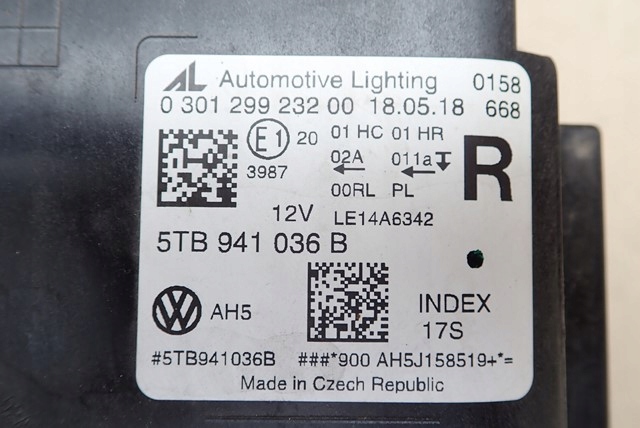 AL Automotive Lighting 0158
0 301 299 232 00 18.05.18 668
E1 20 01 HC 01 HR R
02A 011a
3987
00RL PL
12V LE14A6342
5TB 941 036 B
VW AH5 INDEX
17S
#5TB941036B ###*900 AH5J158519+*=
Made in Czech Republic